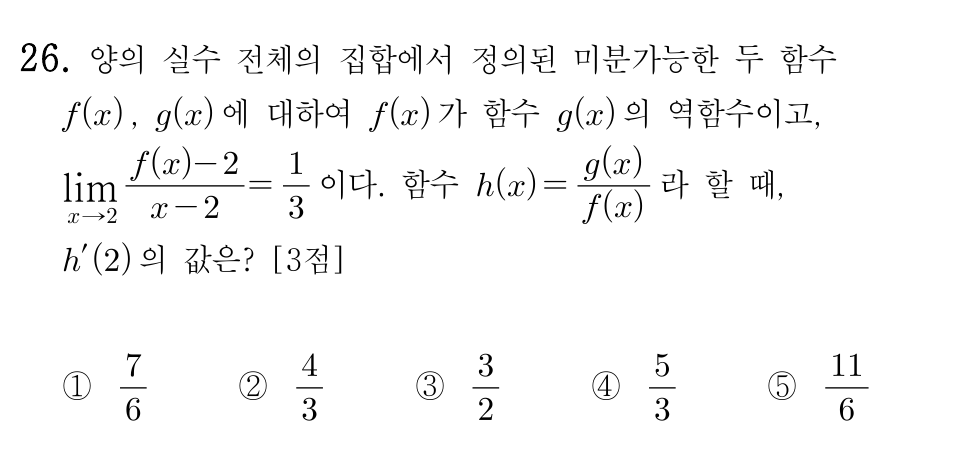 26. 양의 실수 전체의 집합에서 정의된 미분가능한 두 함수
f(x), g(x)에 대하여 f(x)가 함수 g(x)의 역함수이고,
lim_{x→2} \frac{f(x)-2}{x-2} = \frac{1}{3} 이다. 함수 h(x) = \frac{g(x)}{f(x)} 라 할 때,
h′(2)의 값은? [3점]
① \frac{7}{6} ② \frac{4}{3} ③ \frac{3}{2} ④ \frac{5}{3} ⑤ \frac{11}{6}